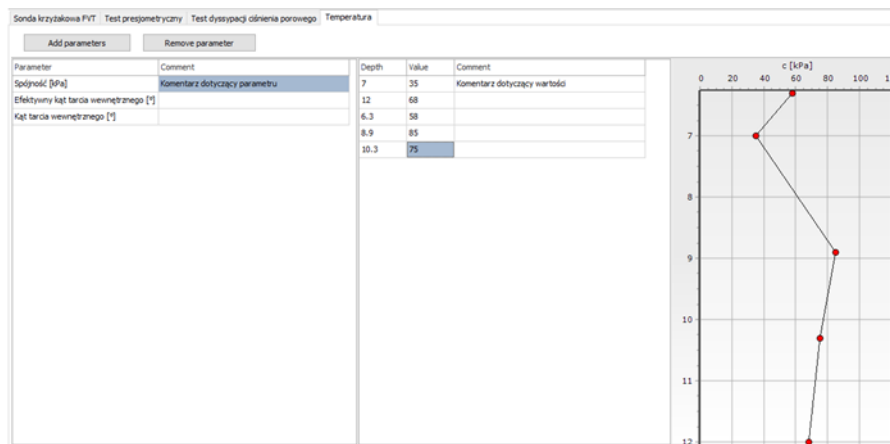 Sonda krzyżakowa FVT Test presjometryczny Test dyssypacji ciśnienia porowego Temperatura
Add parameters Remove parameter
Parameter Comment
Spójność [kPa] Komentarz dotyczący parametru
Efektywny kąt tarcia wewnętrznego [°]
Kąt tarcia wewnętrznego [°]
Depth Value Comment
7 35 Komentarz dotyczący wartości
12 68
6.3 58
8.9 85
10.3 75
c [kPa]
0 20 40 60 80 100
7
8
9
10
11
12